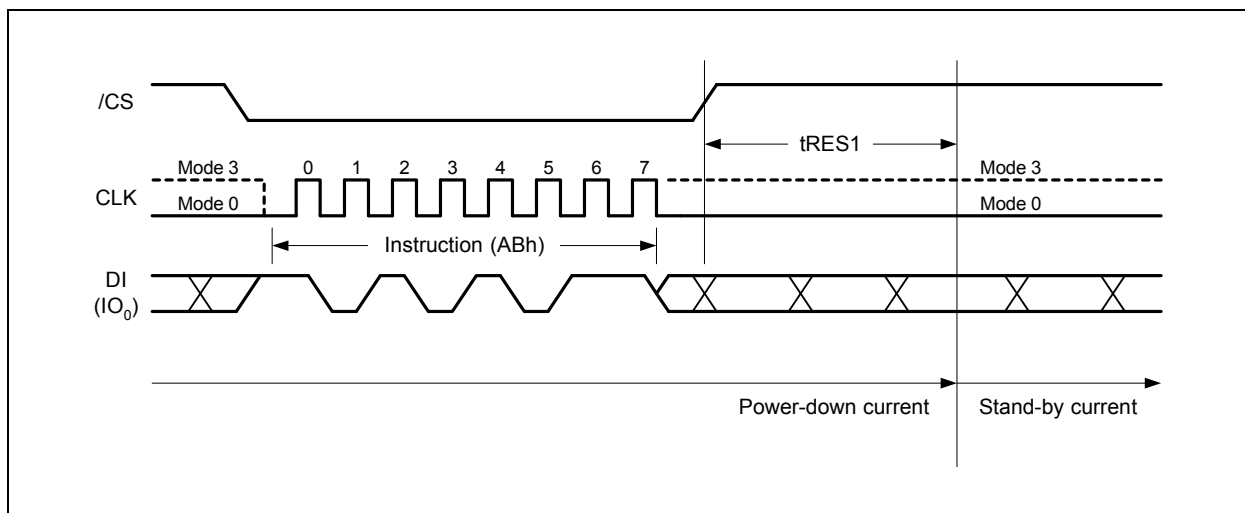 /CS
tRES1
Mode 3 0 1 2 3 4 5 6 7 Mode 3
CLK
Mode 0 Mode 0
Instruction (ABh)
DI
(IO₀)
Power-down current Stand-by current